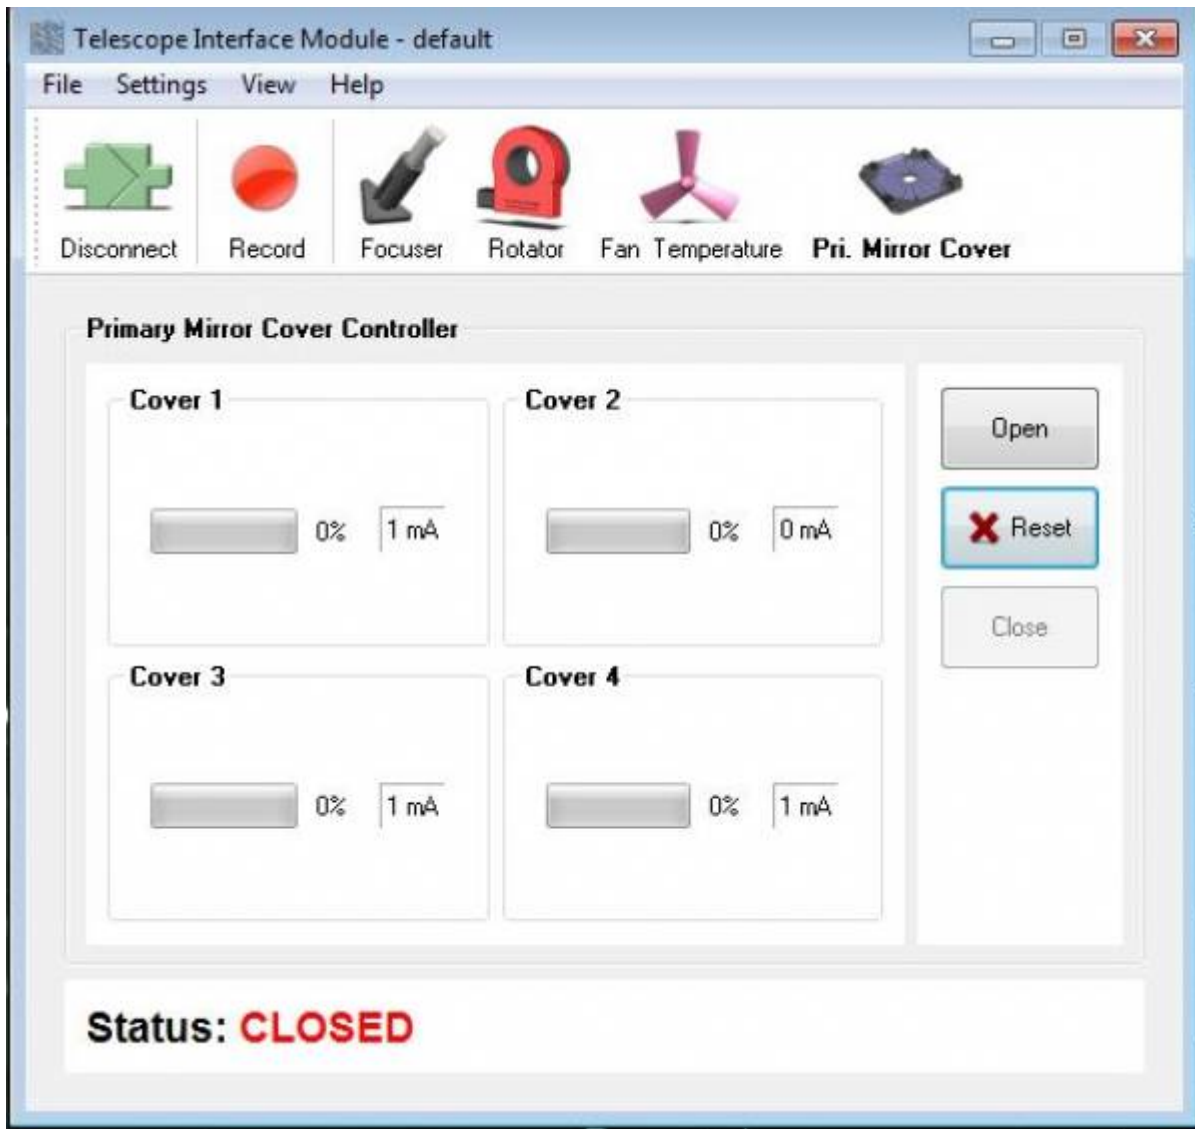 Telescope Interface Module - default
File Settings View Help
Disconnect Record Focuser Rotator Fan Temperature Pri. Mirror Cover
Primary Mirror Cover Controller
Cover 1
0% 1 mA
Cover 2
0% 0 mA
Cover 3
0% 1 mA
Cover 4
0% 1 mA
Open
Reset
Close
Status: CLOSED